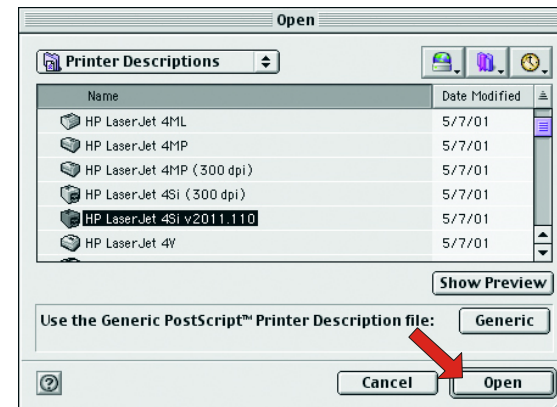 Open
Printer Descriptions
Name Date Modified
HP LaserJet 4ML 5/7/01
HP LaserJet 4MP 5/7/01
HP LaserJet 4MP (300 dpi) 5/7/01
HP LaserJet 4Si (300 dpi) 5/7/01
HP LaserJet 4Si v2011.110 5/7/01
HP LaserJet 4V 5/7/01
Show Preview
Use the Generic PostScript™ Printer Description file: Generic
? Cancel Open